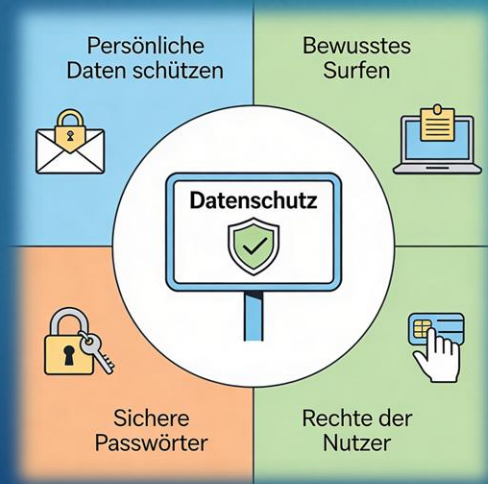 Persönliche
Daten schützen
Bewusstes
Surfen
Datenschutz
Sichere
Passwörter
Rechte der
Nutzer